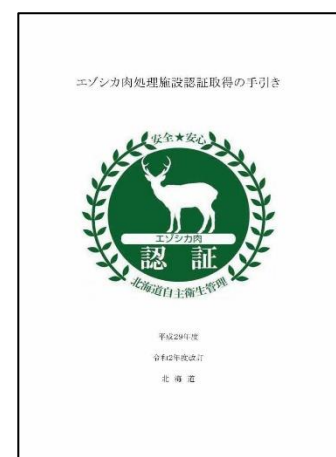 エゾシカ肉処理施設認証取得の手引き
安全★安心
エゾシカ肉
認証
北海道自主衛生管理
平成29年度
令和2年度改訂
北海道